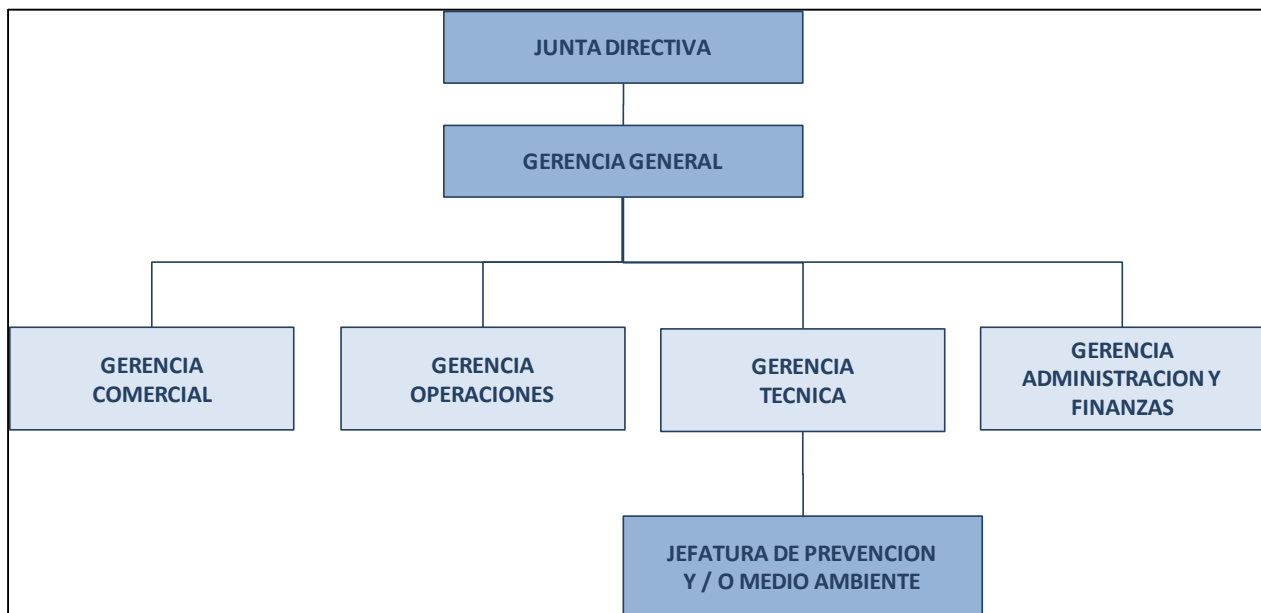 JUNTA DIRECTIVA
GERENCIA GENERAL
GERENCIA
COMERCIAL
GERENCIA
OPERACIONES
GERENCIA
TECNICA
GERENCIA
ADMINISTRACION Y
FINANZAS
JEFATURA DE PREVENCION
Y / O MEDIO AMBIENTE